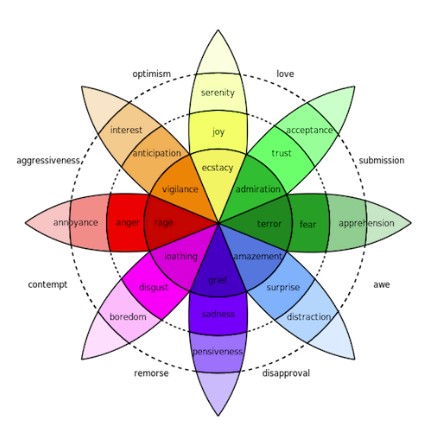 optimism
love
serenity
interest
acceptance
joy
anticipation
trust
aggressiveness
submission
ecstacy
vigilance
admiration
annoyance
anger
rage
terror
fear
apprehension
loathing
amazement
contempt
awe
grief
disgust
surprise
boredom
sadness
distraction
pensiveness
remorse
disapproval